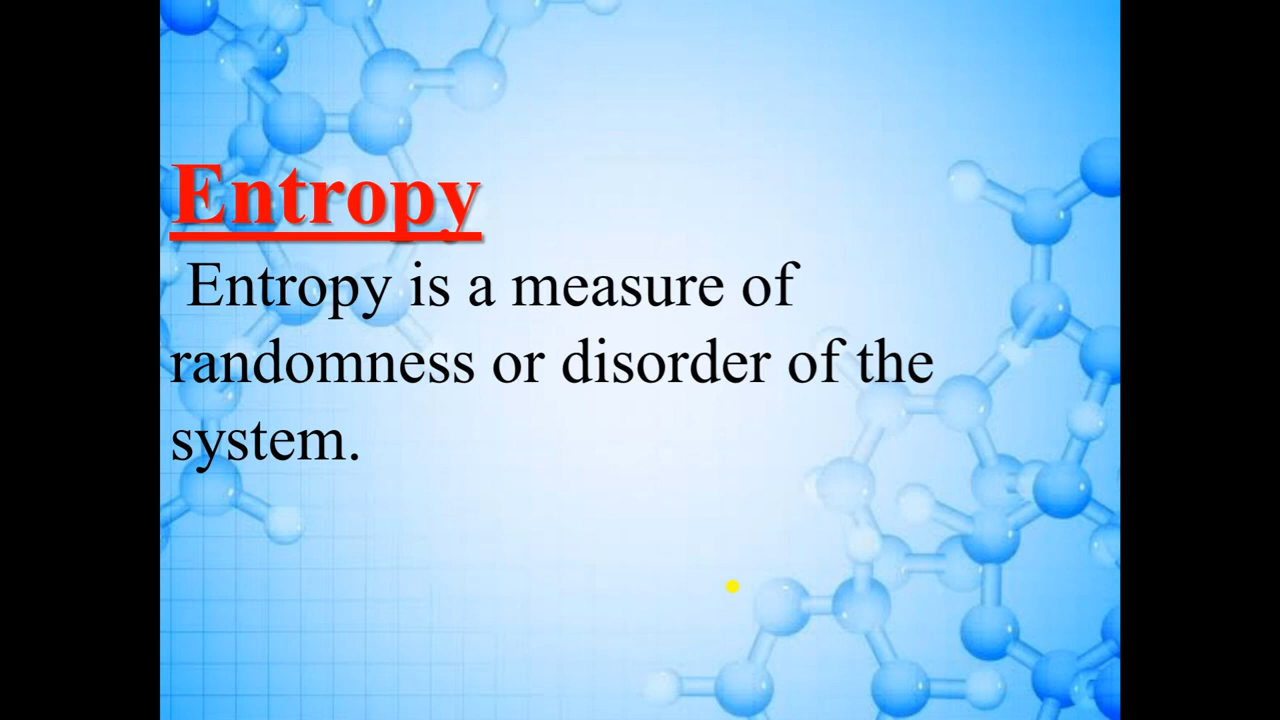 Entropy
Entropy is a measure of
randomness or disorder of the
system.